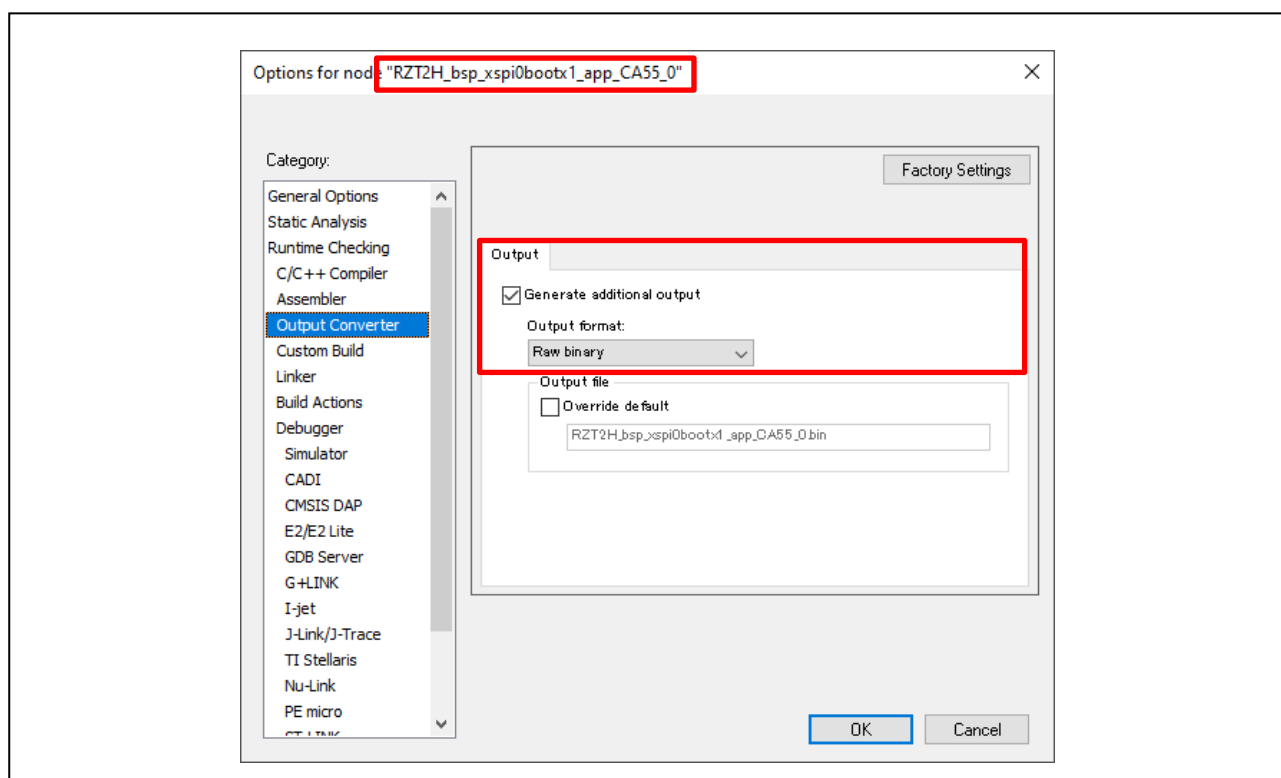 Options for node "RZT2H_bsp_xspi0bootx1_app_CA55_0"
Category:
General Options
Static Analysis
Runtime Checking
C/C++ Compiler
Assembler
Output Converter
Custom Build
Linker
Build Actions
Debugger
Simulator
CADI
CMSIS DAP
E2/E2 Lite
GDB Server
G+LINK
I-jet
J-Link/J-Trace
TI Stellaris
Nu-Link
PE micro
ST-LINK
Factory Settings
Output
Generate additional output
Output format:
Raw binary
Output file
Override default
RZT2H_bsp_xspi0bootx1_app_CA55_0.bin
OK
Cancel